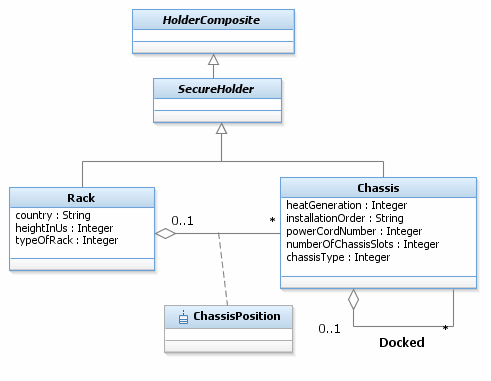 HolderComposite
SecureHolder
Rack
country : String
heightInUs : Integer
typeOfRack : Integer
Chassis
heatGeneration : Integer
installationOrder : String
powerCordNumber : Integer
numberOfChassisSlots : Integer
chassisType : Integer
0..1
*
ChassisPosition
0..1
*
Docked